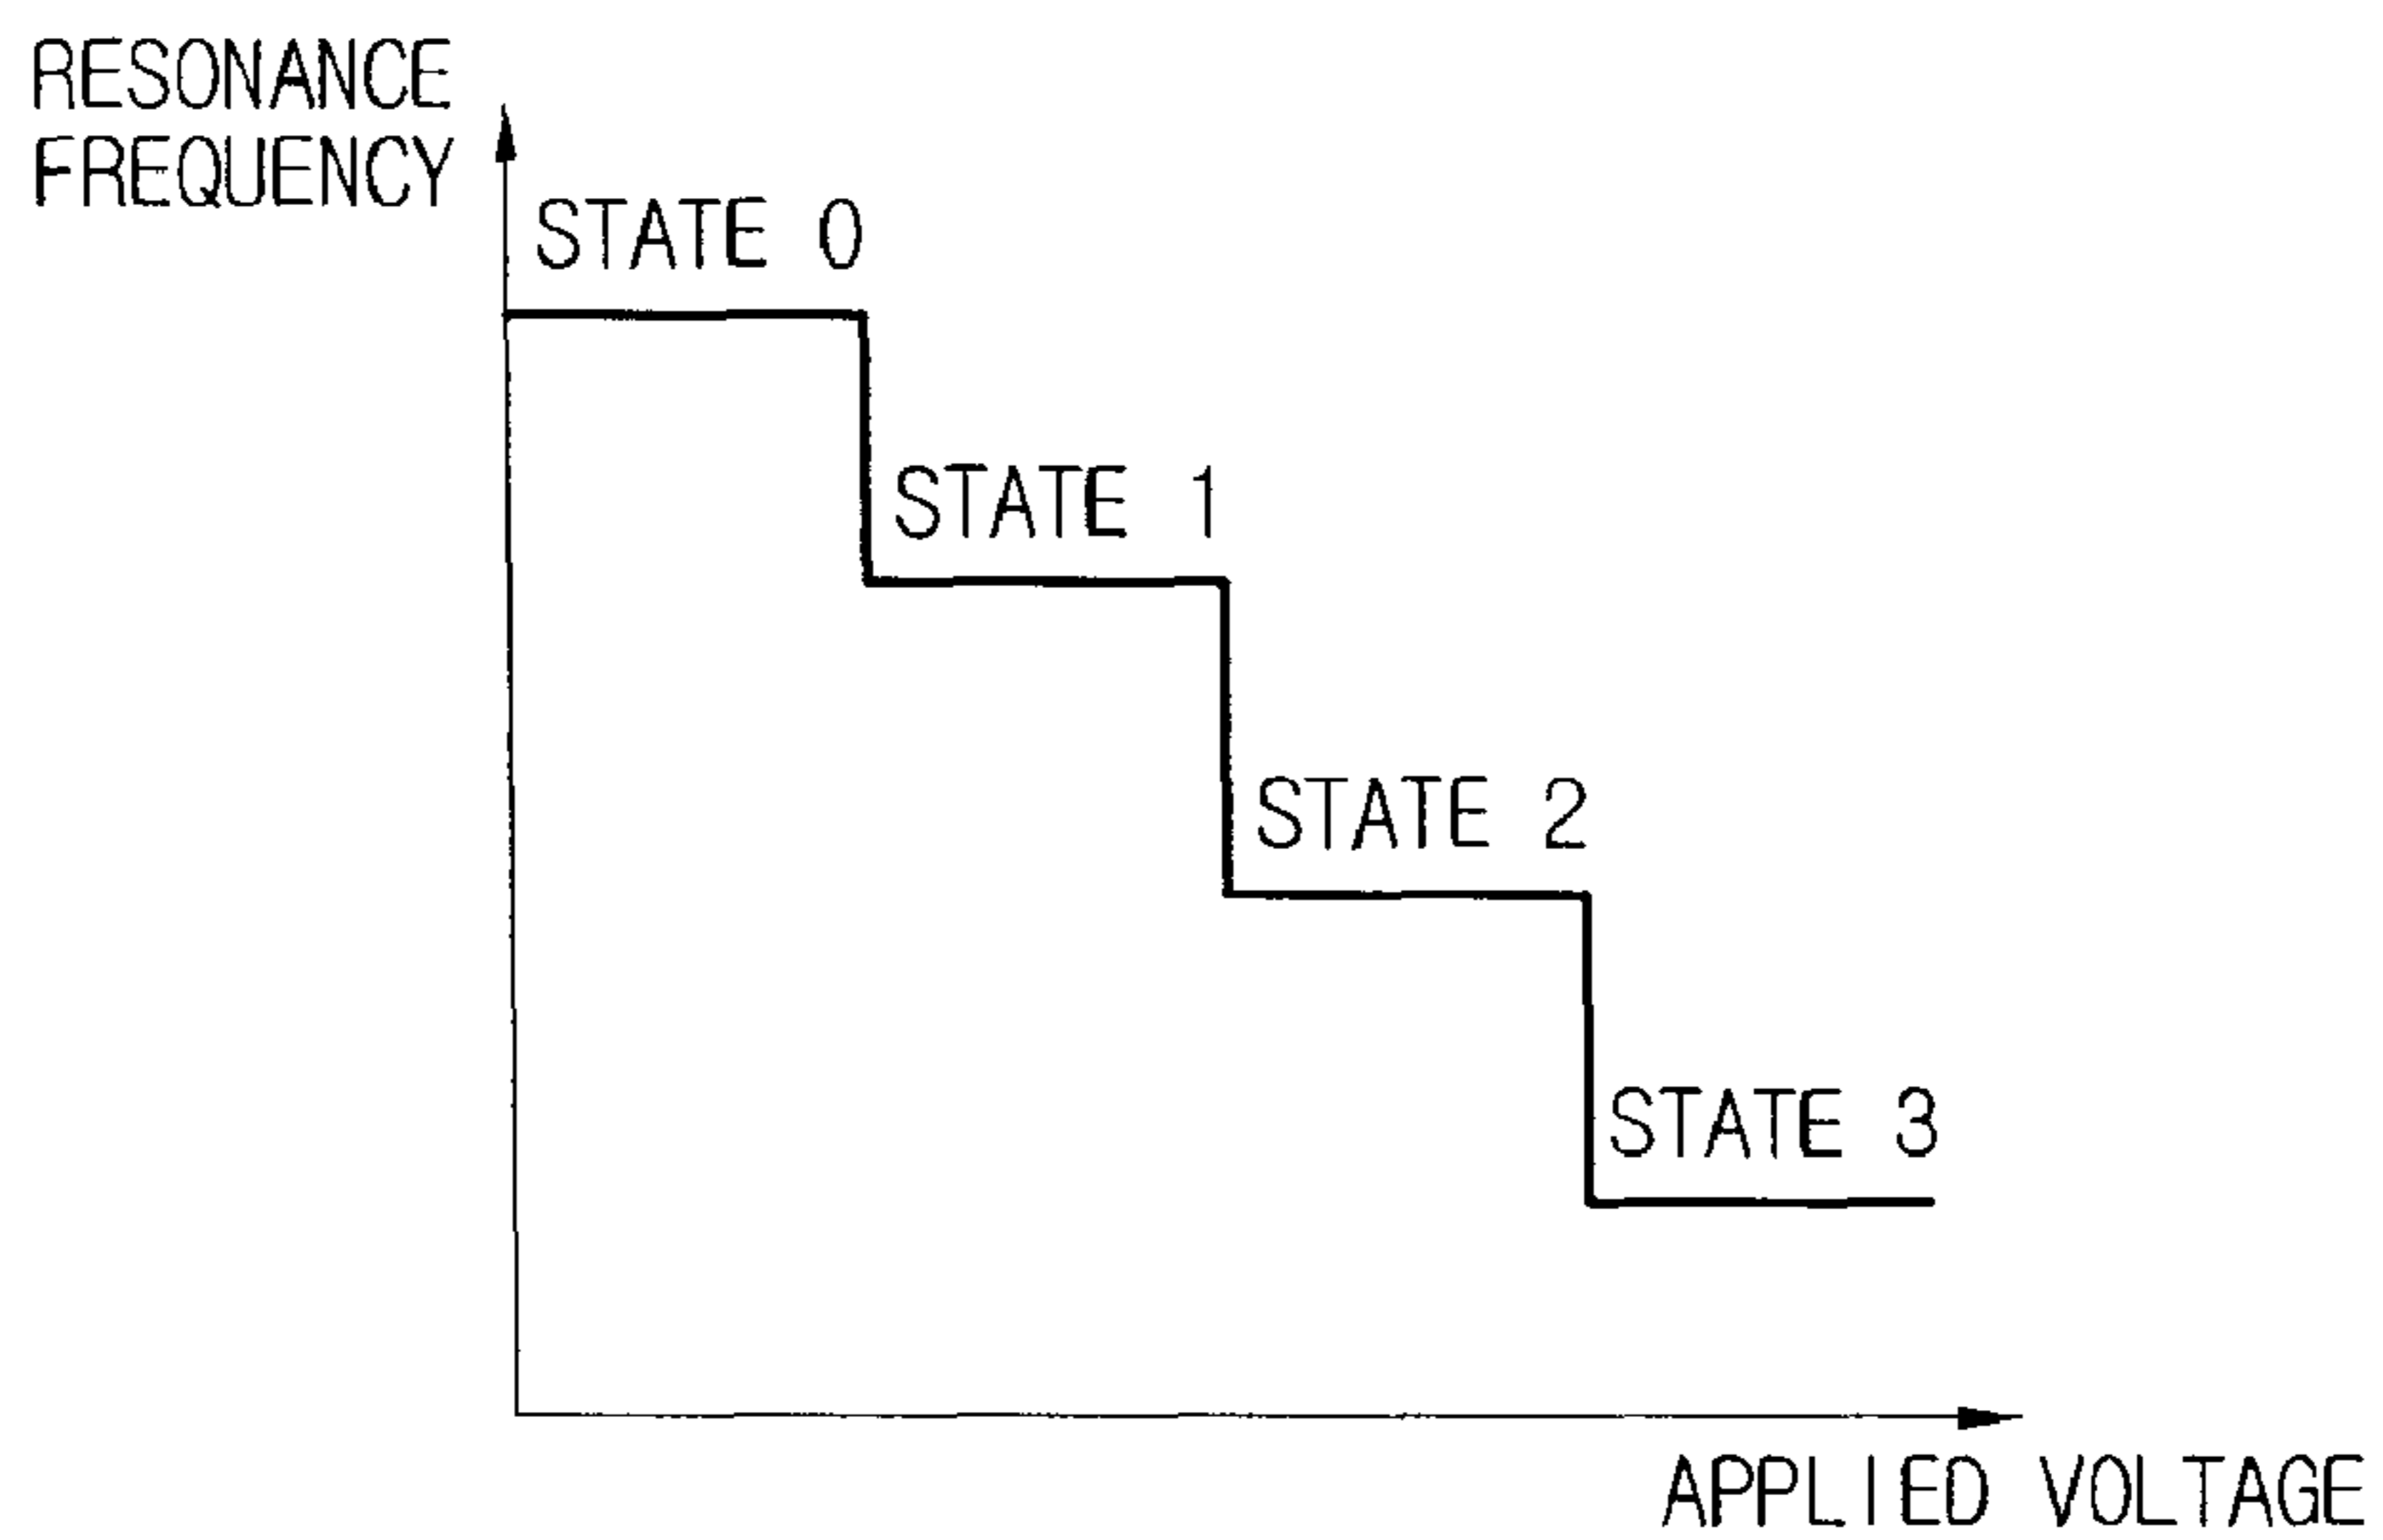 RESONANCE
FREQUENCY
STATE 0
STATE 1
STATE 2
STATE 3
APPLIED VOLTAGE